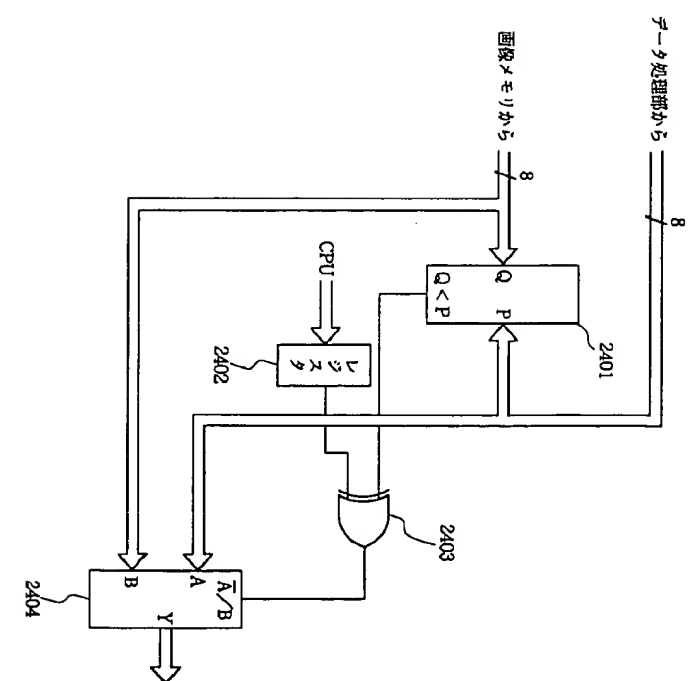 データ処理部から
8
画像メモリから
8
Q
P
Q<P
2401
CPU
レジスタ
2402
2403
A̅/B
A
B
Y
2404